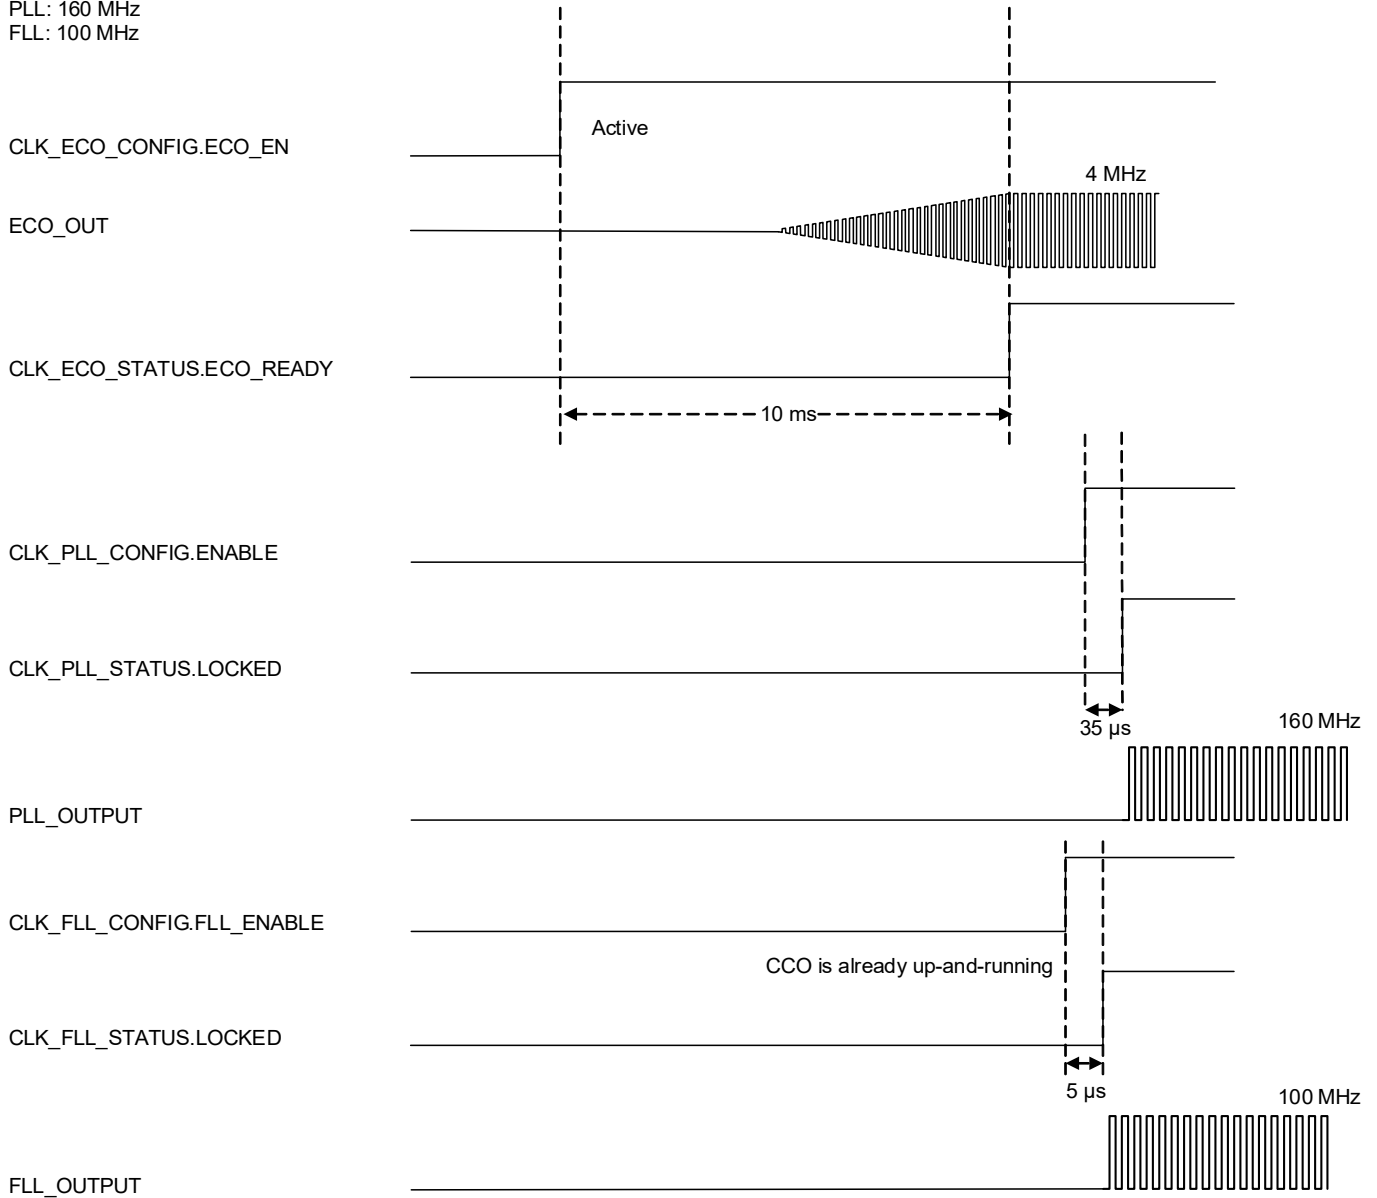 PLL: 160 MHz
FLL: 100 MHz
Active
CLK_ECO_CONFIG.ECO_EN
4 MHz
ECO_OUT
CLK_ECO_STATUS.ECO_READY
10 ms
CLK_PLL_CONFIG.ENABLE
CLK_PLL_STATUS.LOCKED
35 µs
160 MHz
PLL_OUTPUT
CLK_FLL_CONFIG.FLL_ENABLE
CCO is already up-and-running
CLK_FLL_STATUS.LOCKED
5 µs
100 MHz
FLL_OUTPUT